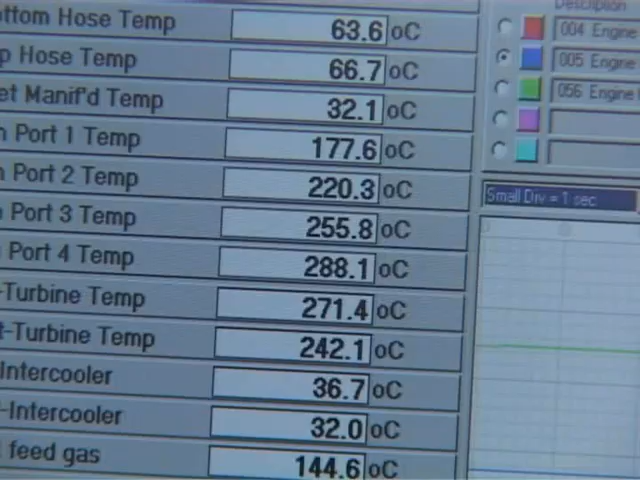 ottom Hose Temp 63.6 oC
p Hose Temp 66.7 oC
et Manif'd Temp 32.1 oC
Port 1 Temp 177.6 oC
Port 2 Temp 220.3 oC
Port 3 Temp 255.8 oC
Port 4 Temp 288.1 oC
-Turbine Temp 271.4 oC
t-Turbine Temp 242.1 oC
Intercooler 36.7 oC
-Intercooler 32.0 oC
feed gas 144.6 oC
Description
004 Engine
005 Engine
056 Engine
Small Div = 1 sec